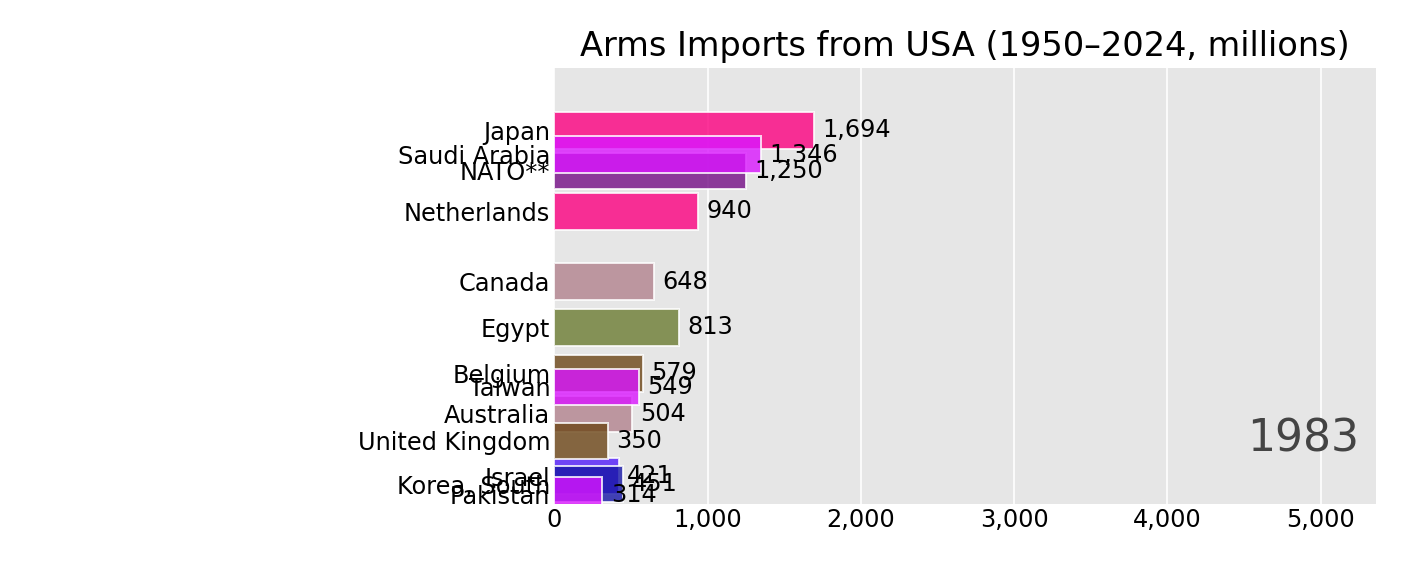 Arms Imports from USA (1950–2024, millions)
Japan 1,694
Saudi Arabia 1,346
NATO** 1,250
Netherlands 940
Canada 648
Egypt 813
Belgium 579
Taiwan 549
Australia 504
United Kingdom 350
1983
Israel 421
Korea, South 451
Pakistan 314
0 1,000 2,000 3,000 4,000 5,000